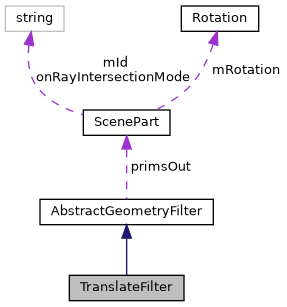 string
Rotation
mId
onRayIntersectionMode
mRotation
ScenePart
primsOut
AbstractGeometryFilter
TranslateFilter